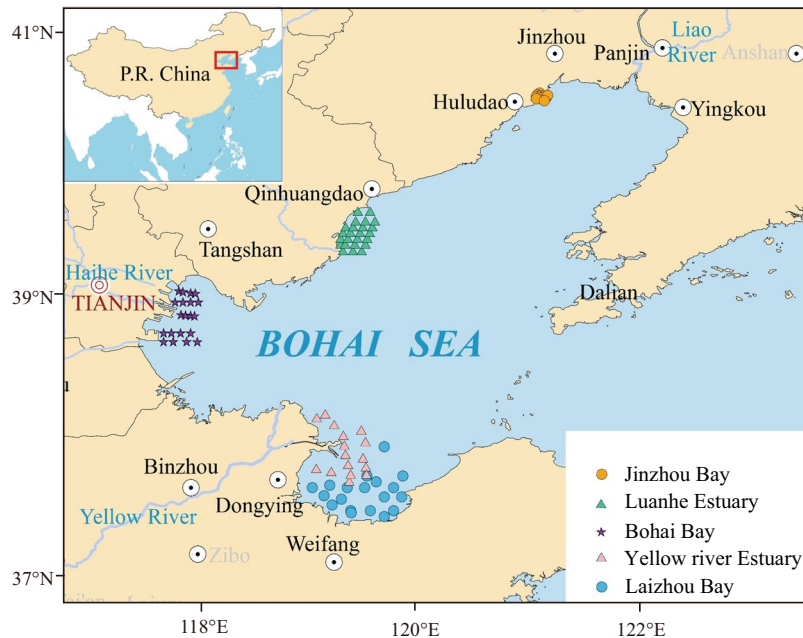 41°N
39°N
37°N
118°E
120°E
122°E
P.R. China
Jinzhou
Panjin
Liao
River
Anshan
Huludao
Yingkou
Qinhuangdao
Tangshan
Haihe River
TIANJIN
Dalian
BOHAI SEA
Binzhou
Dongying
Yellow River
Weifang
Zibo
Jinzhou Bay
Luanhe Estuary
Bohai Bay
Yellow river Estuary
Laizhou Bay